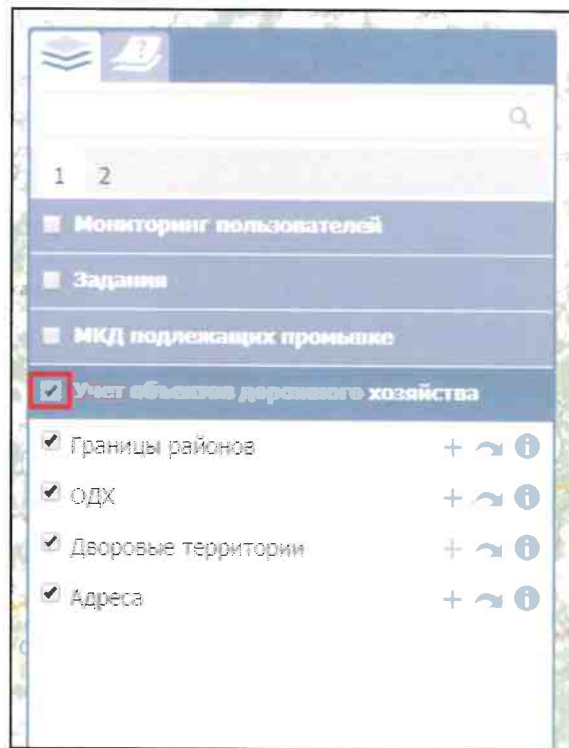 1 2
Мониторинг пользователей
Задания
МКД подлежащих промывке
Учет объектов дорожного хозяйства
Границы районов
ОДХ
Дворовые территории
Адреса